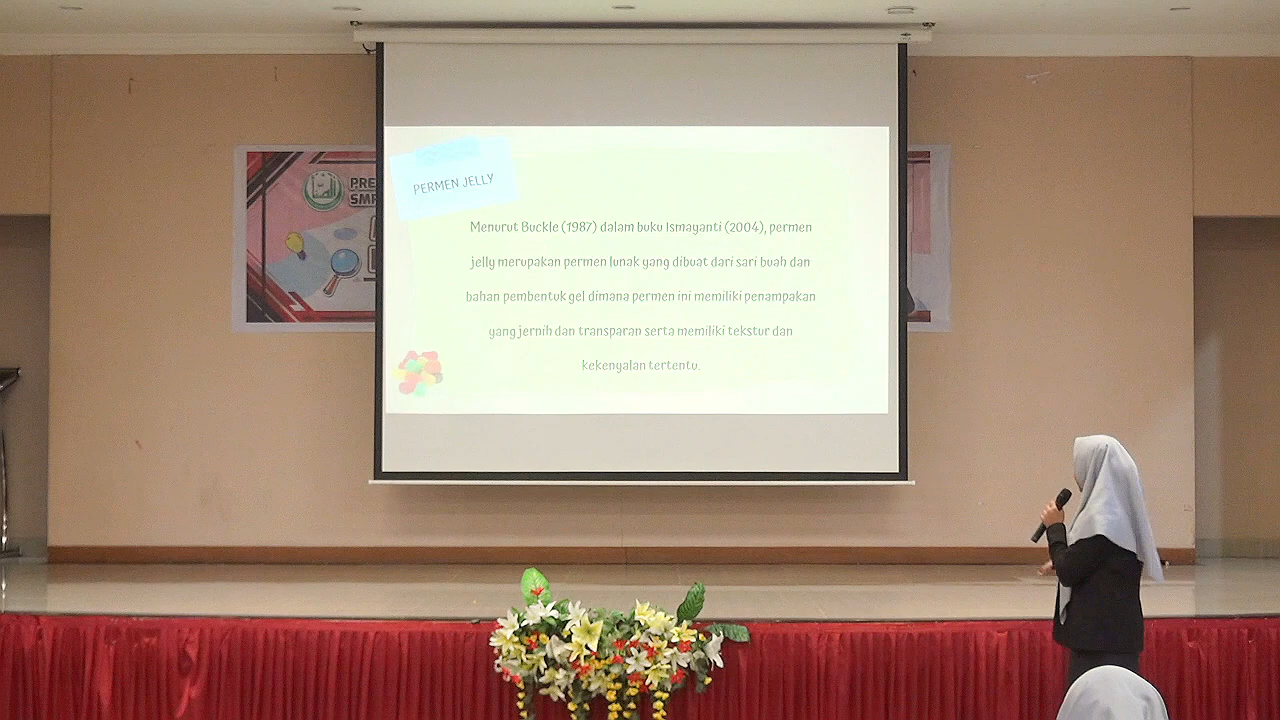 PERMEN JELLY
Menurut Buckle (1987) dalam buku Ismayanti (2004), permen
jelly merupakan permen lunak yang dibuat dari sari buah dan
bahan pembentuk gel dimana permen ini memiliki penampakan
yang jernih dan transparan serta memiliki tekstur dan
kekenyalan tertentu.
PRE
SMP